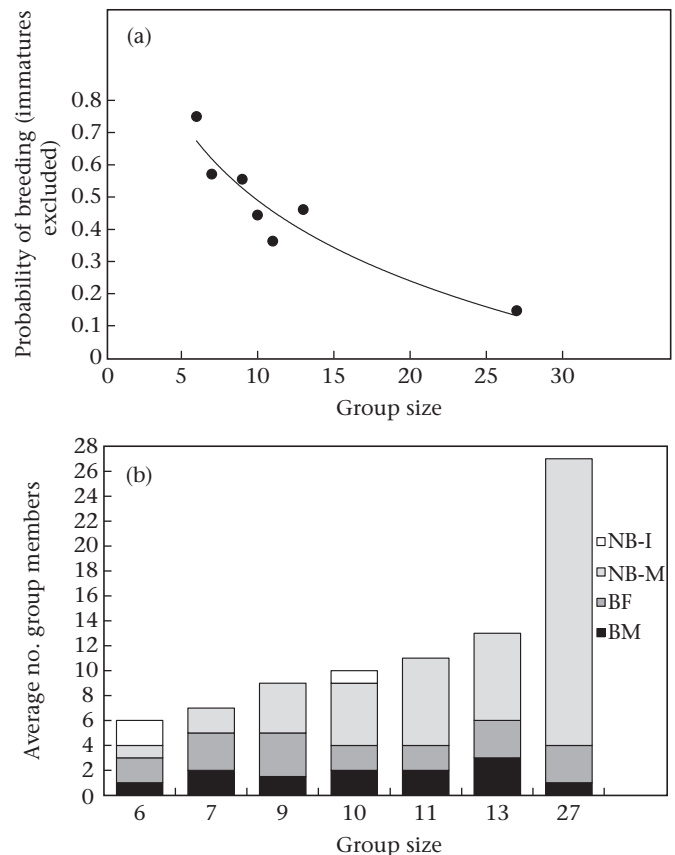 (a)
Probability of breeding (immatures
excluded)
0.8
0.7
0.6
0.5
0.4
0.3
0.2
0.1
0
0 5 10 15 20 25 30
Group size
(b)
Average no. group members
28
26
24
22
20
18
16
14
12
10
8
6
4
2
0
NB-I
NB-M
BF
BM
6 7 9 10 11 13 27
Group size